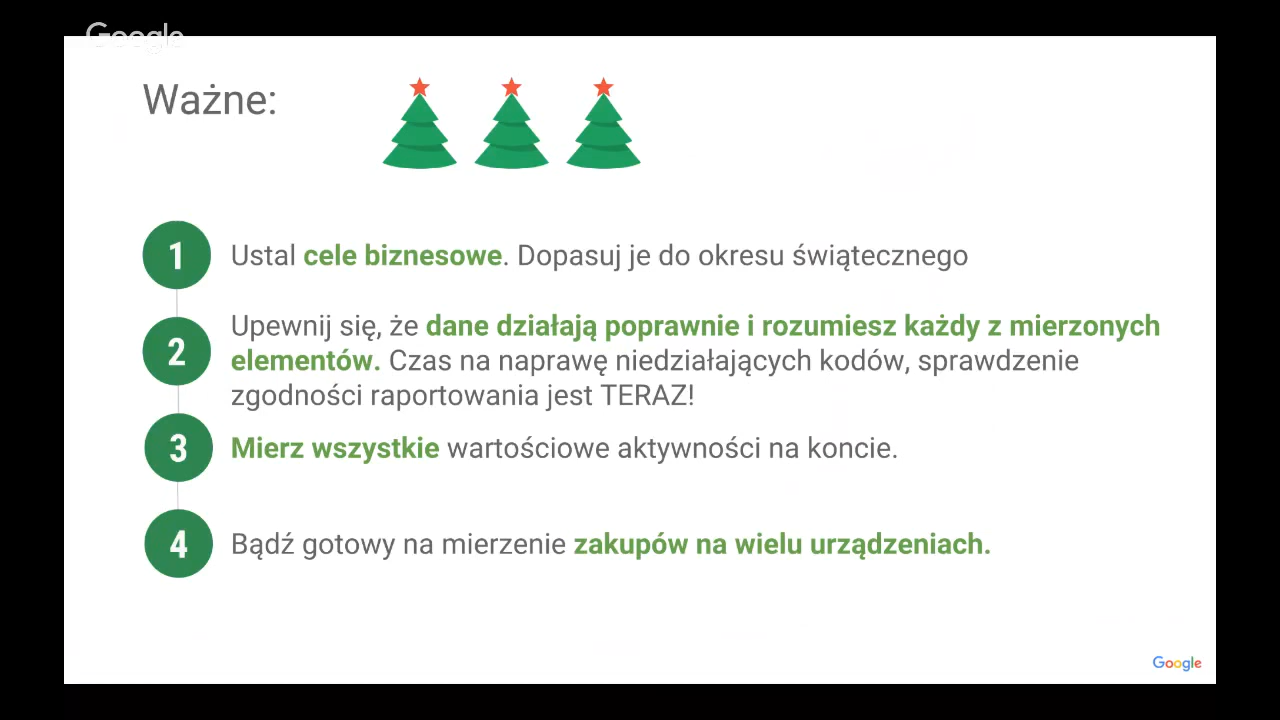 Google
Ważne:
1
Ustal cele biznesowe. Dopasuj je do okresu świątecznego
2
Upewnij się, że dane działają poprawnie i rozumiesz każdy z mierzonych
elementów. Czas na naprawę niedziałających kodów, sprawdzenie
zgodności raportowania jest TERAZ!
3
Mierz wszystkie wartościowe aktywności na koncie.
4
Bądź gotowy na mierzenie zakupów na wielu urządzeniach.
Google